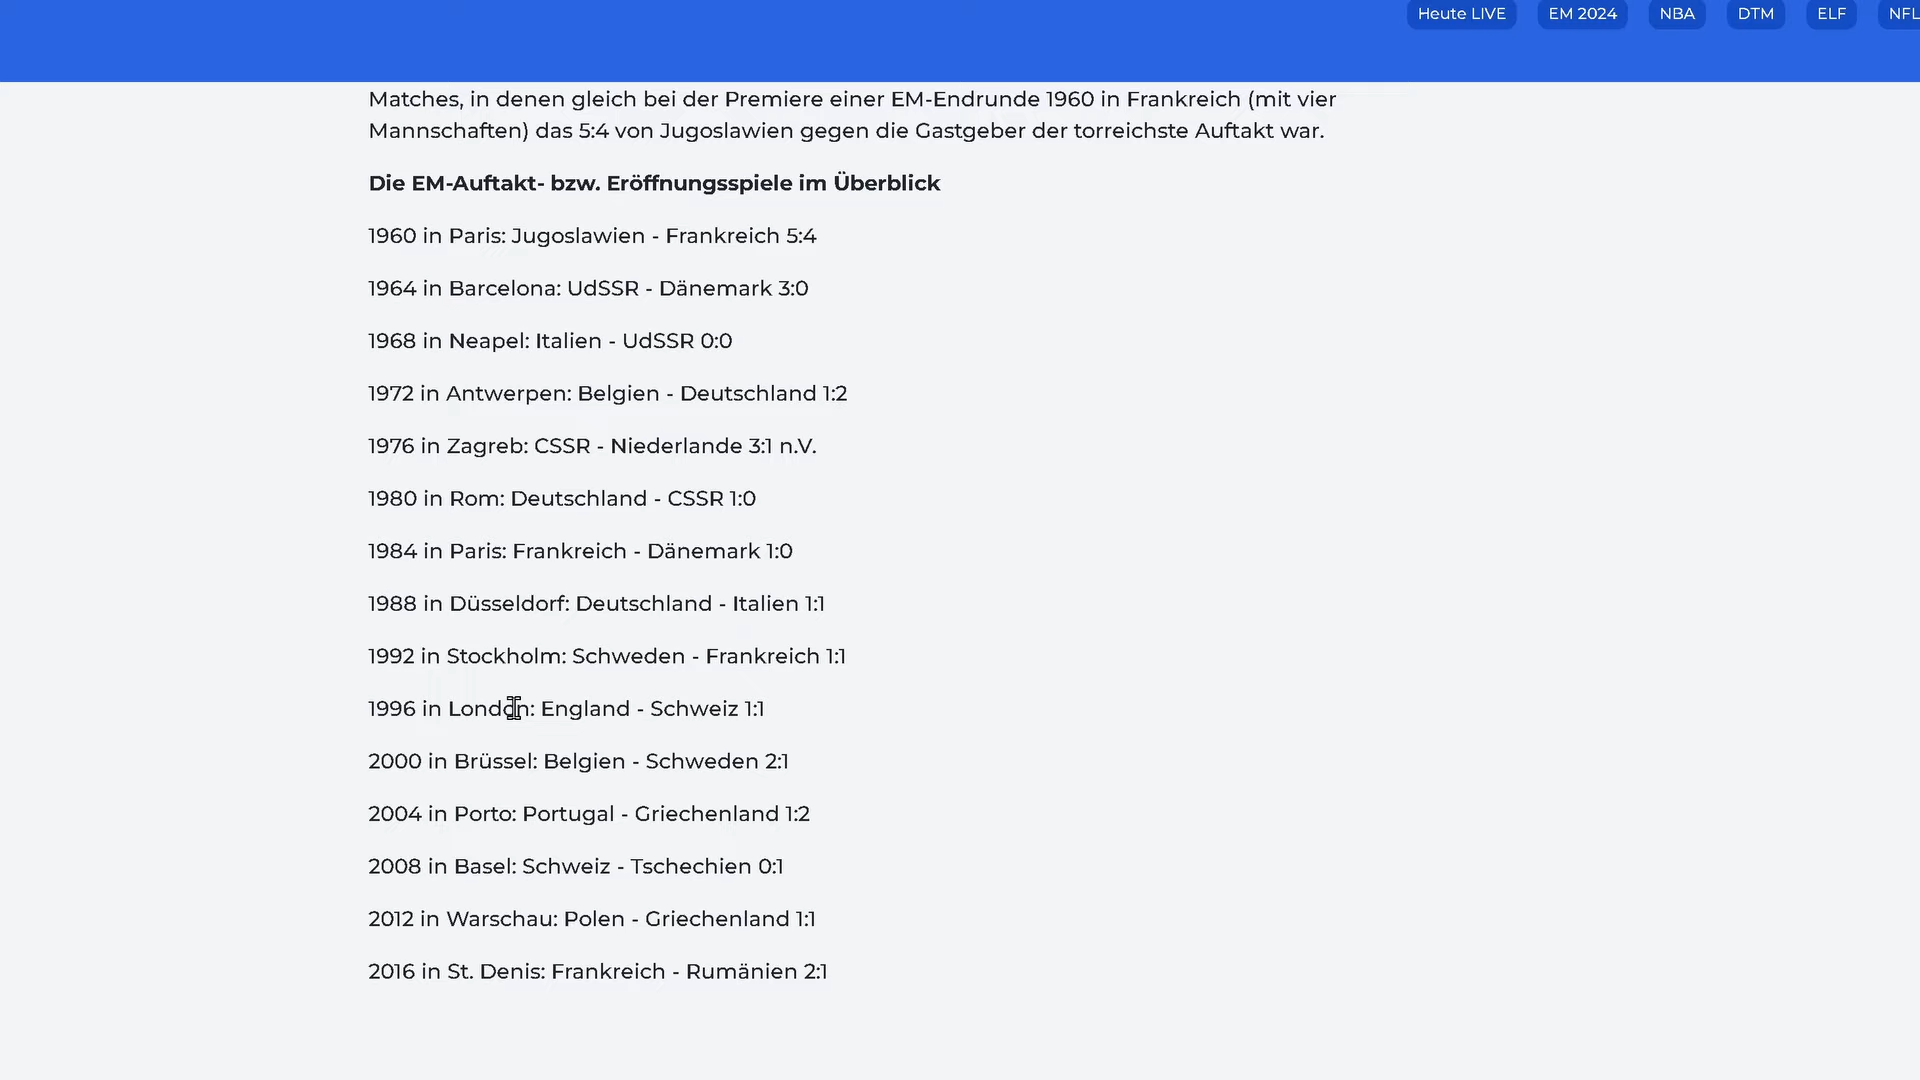 Heute LIVE EM 2024 NBA DTM ELF NFL
Matches, in denen gleich bei der Premiere einer EM-Endrunde 1960 in Frankreich (mit vier
Mannschaften) das 5:4 von Jugoslawien gegen die Gastgeber der torreichste Auftakt war.
Die EM-Auftakt- bzw. Eröffnungsspiele im Überblick
1960 in Paris: Jugoslawien - Frankreich 5:4
1964 in Barcelona: UdSSR - Dänemark 3:0
1968 in Neapel: Italien - UdSSR 0:0
1972 in Antwerpen: Belgien - Deutschland 1:2
1976 in Zagreb: CSSR - Niederlande 3:1 n.V.
1980 in Rom: Deutschland - CSSR 1:0
1984 in Paris: Frankreich - Dänemark 1:0
1988 in Düsseldorf: Deutschland - Italien 1:1
1992 in Stockholm: Schweden - Frankreich 1:1
1996 in London: England - Schweiz 1:1
2000 in Brüssel: Belgien - Schweden 2:1
2004 in Porto: Portugal - Griechenland 1:2
2008 in Basel: Schweiz - Tschechien 0:1
2012 in Warschau: Polen - Griechenland 1:1
2016 in St. Denis: Frankreich - Rumänien 2:1